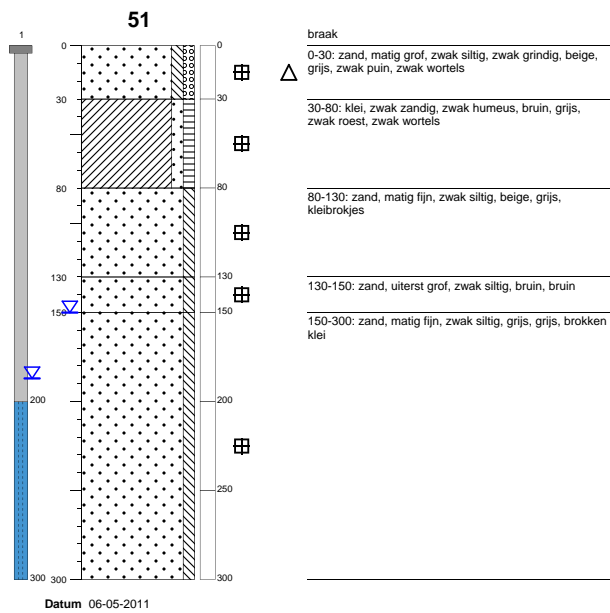 51
1
braak
0
0
0-30: zand, matig grof, zwak siltig, zwak grindig, beige,
grijs, zwak puin, zwak wortels
30
30
30-80: klei, zwak zandig, zwak humeus, bruin, grijs,
zwak roest, zwak wortels
80
80
80-130: zand, matig fijn, zwak siltig, beige, grijs,
kleibrokjes
130
130
130-150: zand, uiterst grof, zwak siltig, bruin, bruin
150
150
150-300: zand, matig fijn, zwak siltig, grijs, grijs, brokken
klei
200
200
250
300
300
300
Datum 06-05-2011